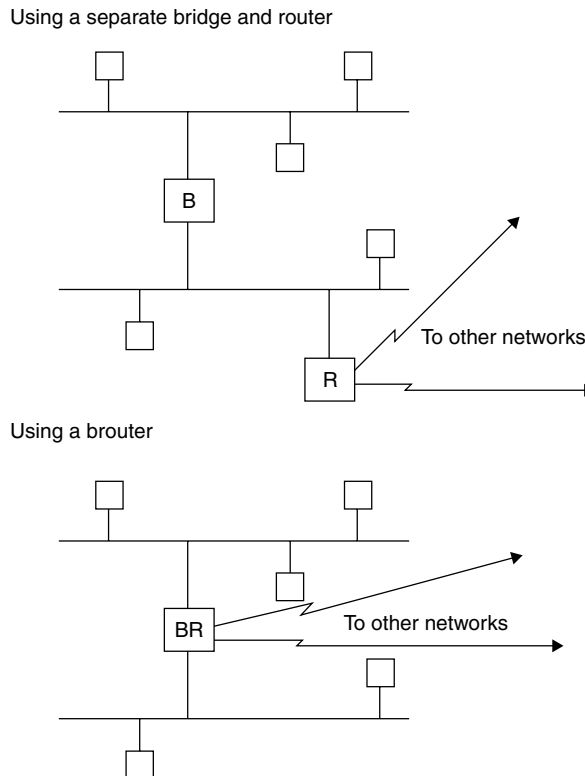 Using a separate bridge and router
B
To other networks
R
Using a brouter
BR
To other networks